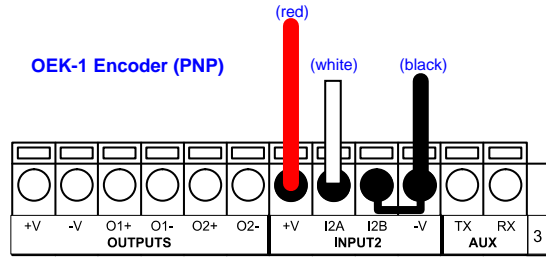 (red)
OEK-1 Encoder (PNP)
(white)
(black)
+V -V O1+ O1- O2+ O2- +V I2A I2B -V TX RX
OUTPUTS INPUT2 AUX
3